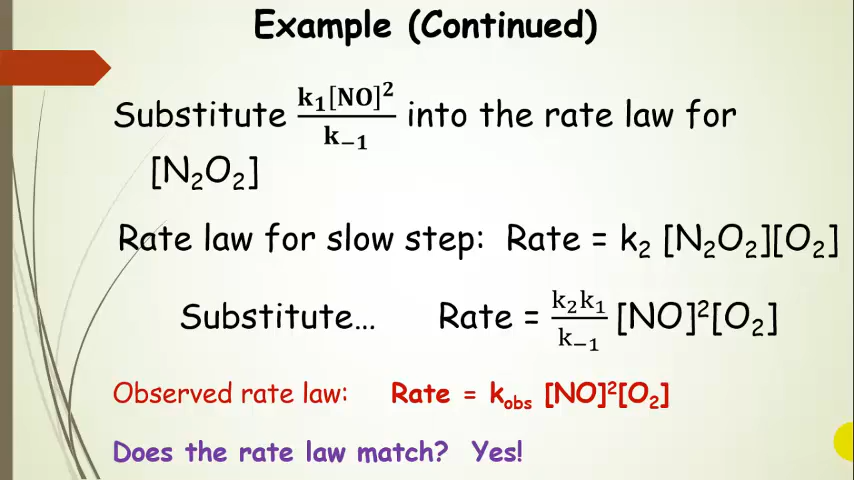 Example (Continued)
Substitute k₁[NO]²/k₋₁ into the rate law for
[N₂O₂]
Rate law for slow step: Rate = k₂ [N₂O₂][O₂]
Substitute… Rate = k₂k₁/k₋₁ [NO]²[O₂]
Observed rate law: Rate = kobs [NO]²[O₂]
Does the rate law match? Yes!